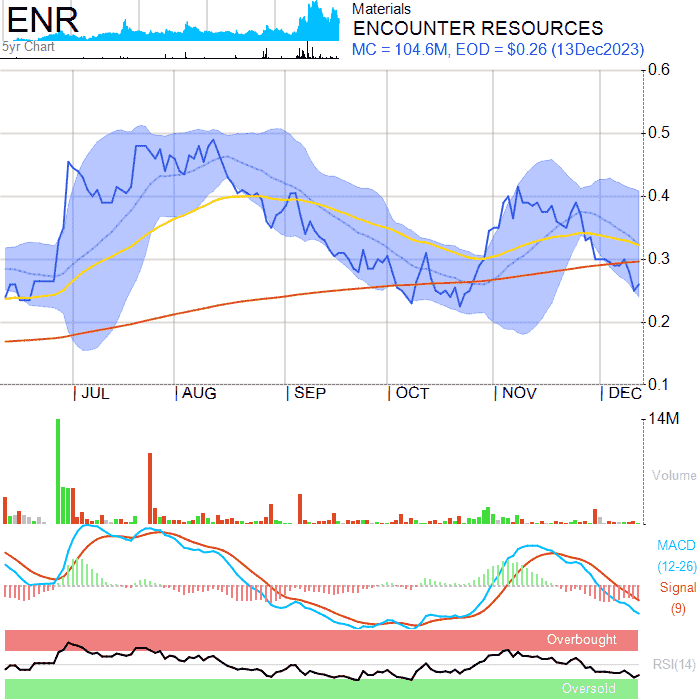 ENR
5yr Chart
Materials
ENCOUNTER RESOURCES
MC = 104.6M, EOD = $0.26 (13Dec2023)
0.6
0.5
0.4
0.3
0.2
0.1
JUL AUG SEP OCT NOV DEC
14M
Volume
MACD
(12-26)
Signal
(9)
Overbought
RSI(14)
Oversold